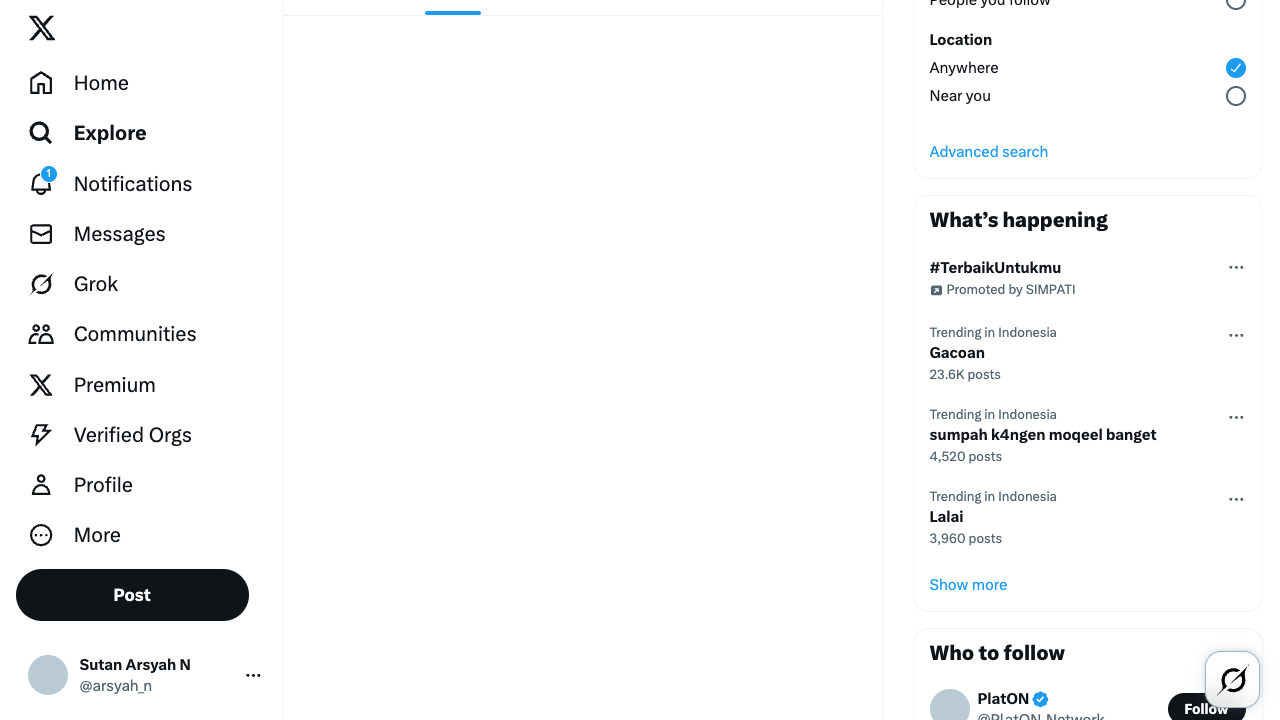 Home
Explore
1
Notifications
Messages
Grok
Communities
Premium
Verified Orgs
Profile
More
Post
Sutan Arsyah N
@arsyah_n
People you follow
Location
Anywhere
Near you
Advanced search
What’s happening
#TerbaikUntukmu
Promoted by SIMPATI
Trending in Indonesia
Gacoan
23.6K posts
Trending in Indonesia
sumpah k4ngen moqeel banget
4,520 posts
Trending in Indonesia
Lalai
3,960 posts
Show more
Who to follow
PlatON
@PlatON_Network
Follow